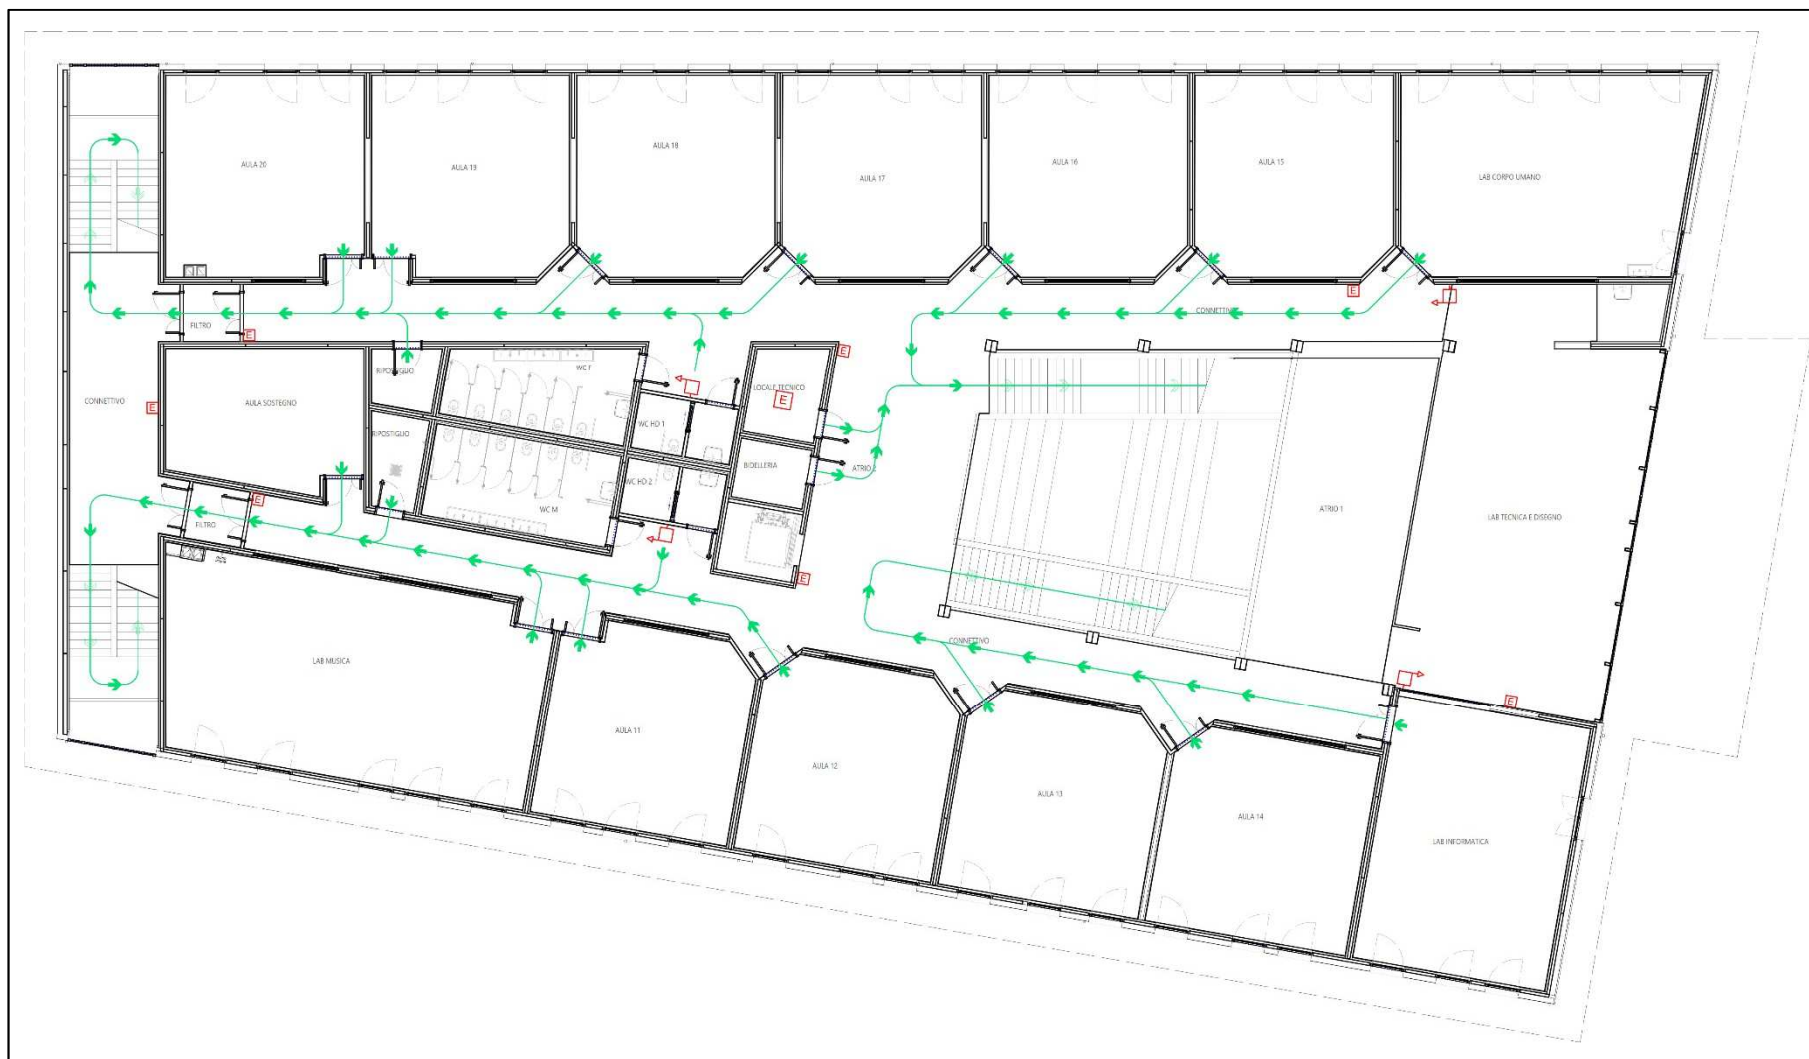 AULA 20
AULA 19
AULA 18
AULA 17
AULA 16
AULA 15
LAB CORPO UMANO
FILTRO
E
CONNETTIVO
E
E
CONNETTIVO
E
AULA SOSTEGNO
RIPOSTIGLIO
WC F
LOCALE TECNICO
E
E
RIPOSTIGLIO
WC HD 1
BIDELLERIA
ATRIO 2
WC HD 2
WC M
E
FILTRO
ATRIO 1
LAB TECNICA E DISEGNO
E
CONNETTIVO
LAB MUSICA
E
AULA 11
AULA 12
AULA 13
AULA 14
LAB INFORMATICA